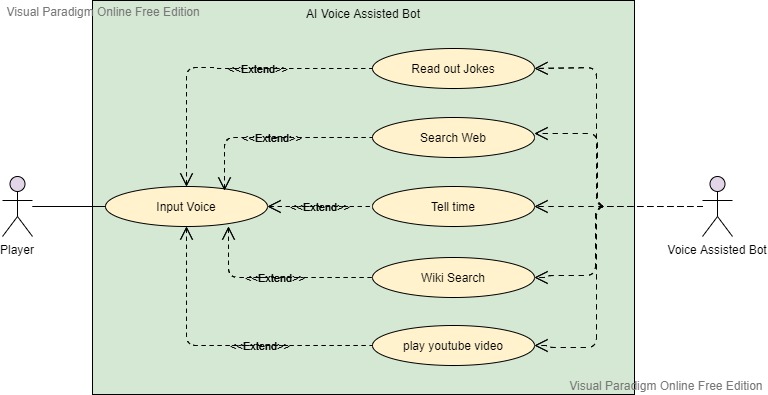 Visual Paradigm Online Free Edition
AI Voice Assisted Bot
<<Extend>>
Read out Jokes
<<Extend>>
Search Web
Input Voice
<<Extend>>
Tell time
Player
Voice Assisted Bot
<<Extend>>
Wiki Search
<<Extend>>
play youtube video
Visual Paradigm Online Free Edition